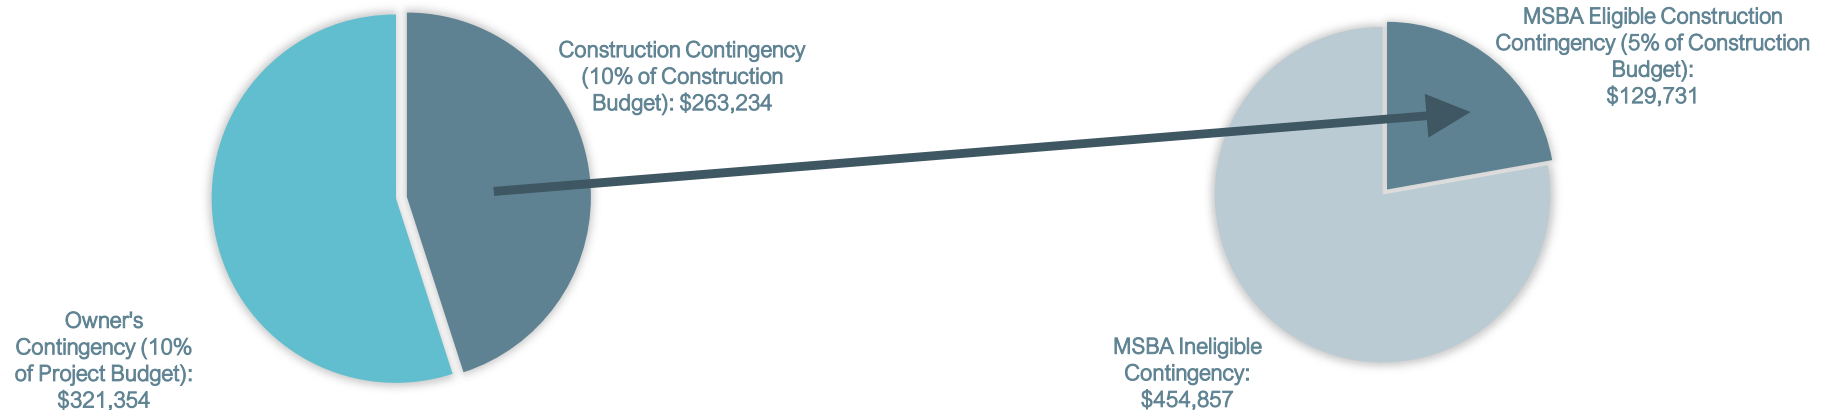 Construction Contingency
(10% of Construction
Budget): $263,234
Owner's
Contingency (10%
of Project Budget):
$321,354
MSBA Eligible Construction
Contingency (5% of Construction
Budget):
$129,731
MSBA Ineligible
Contingency:
$454,857